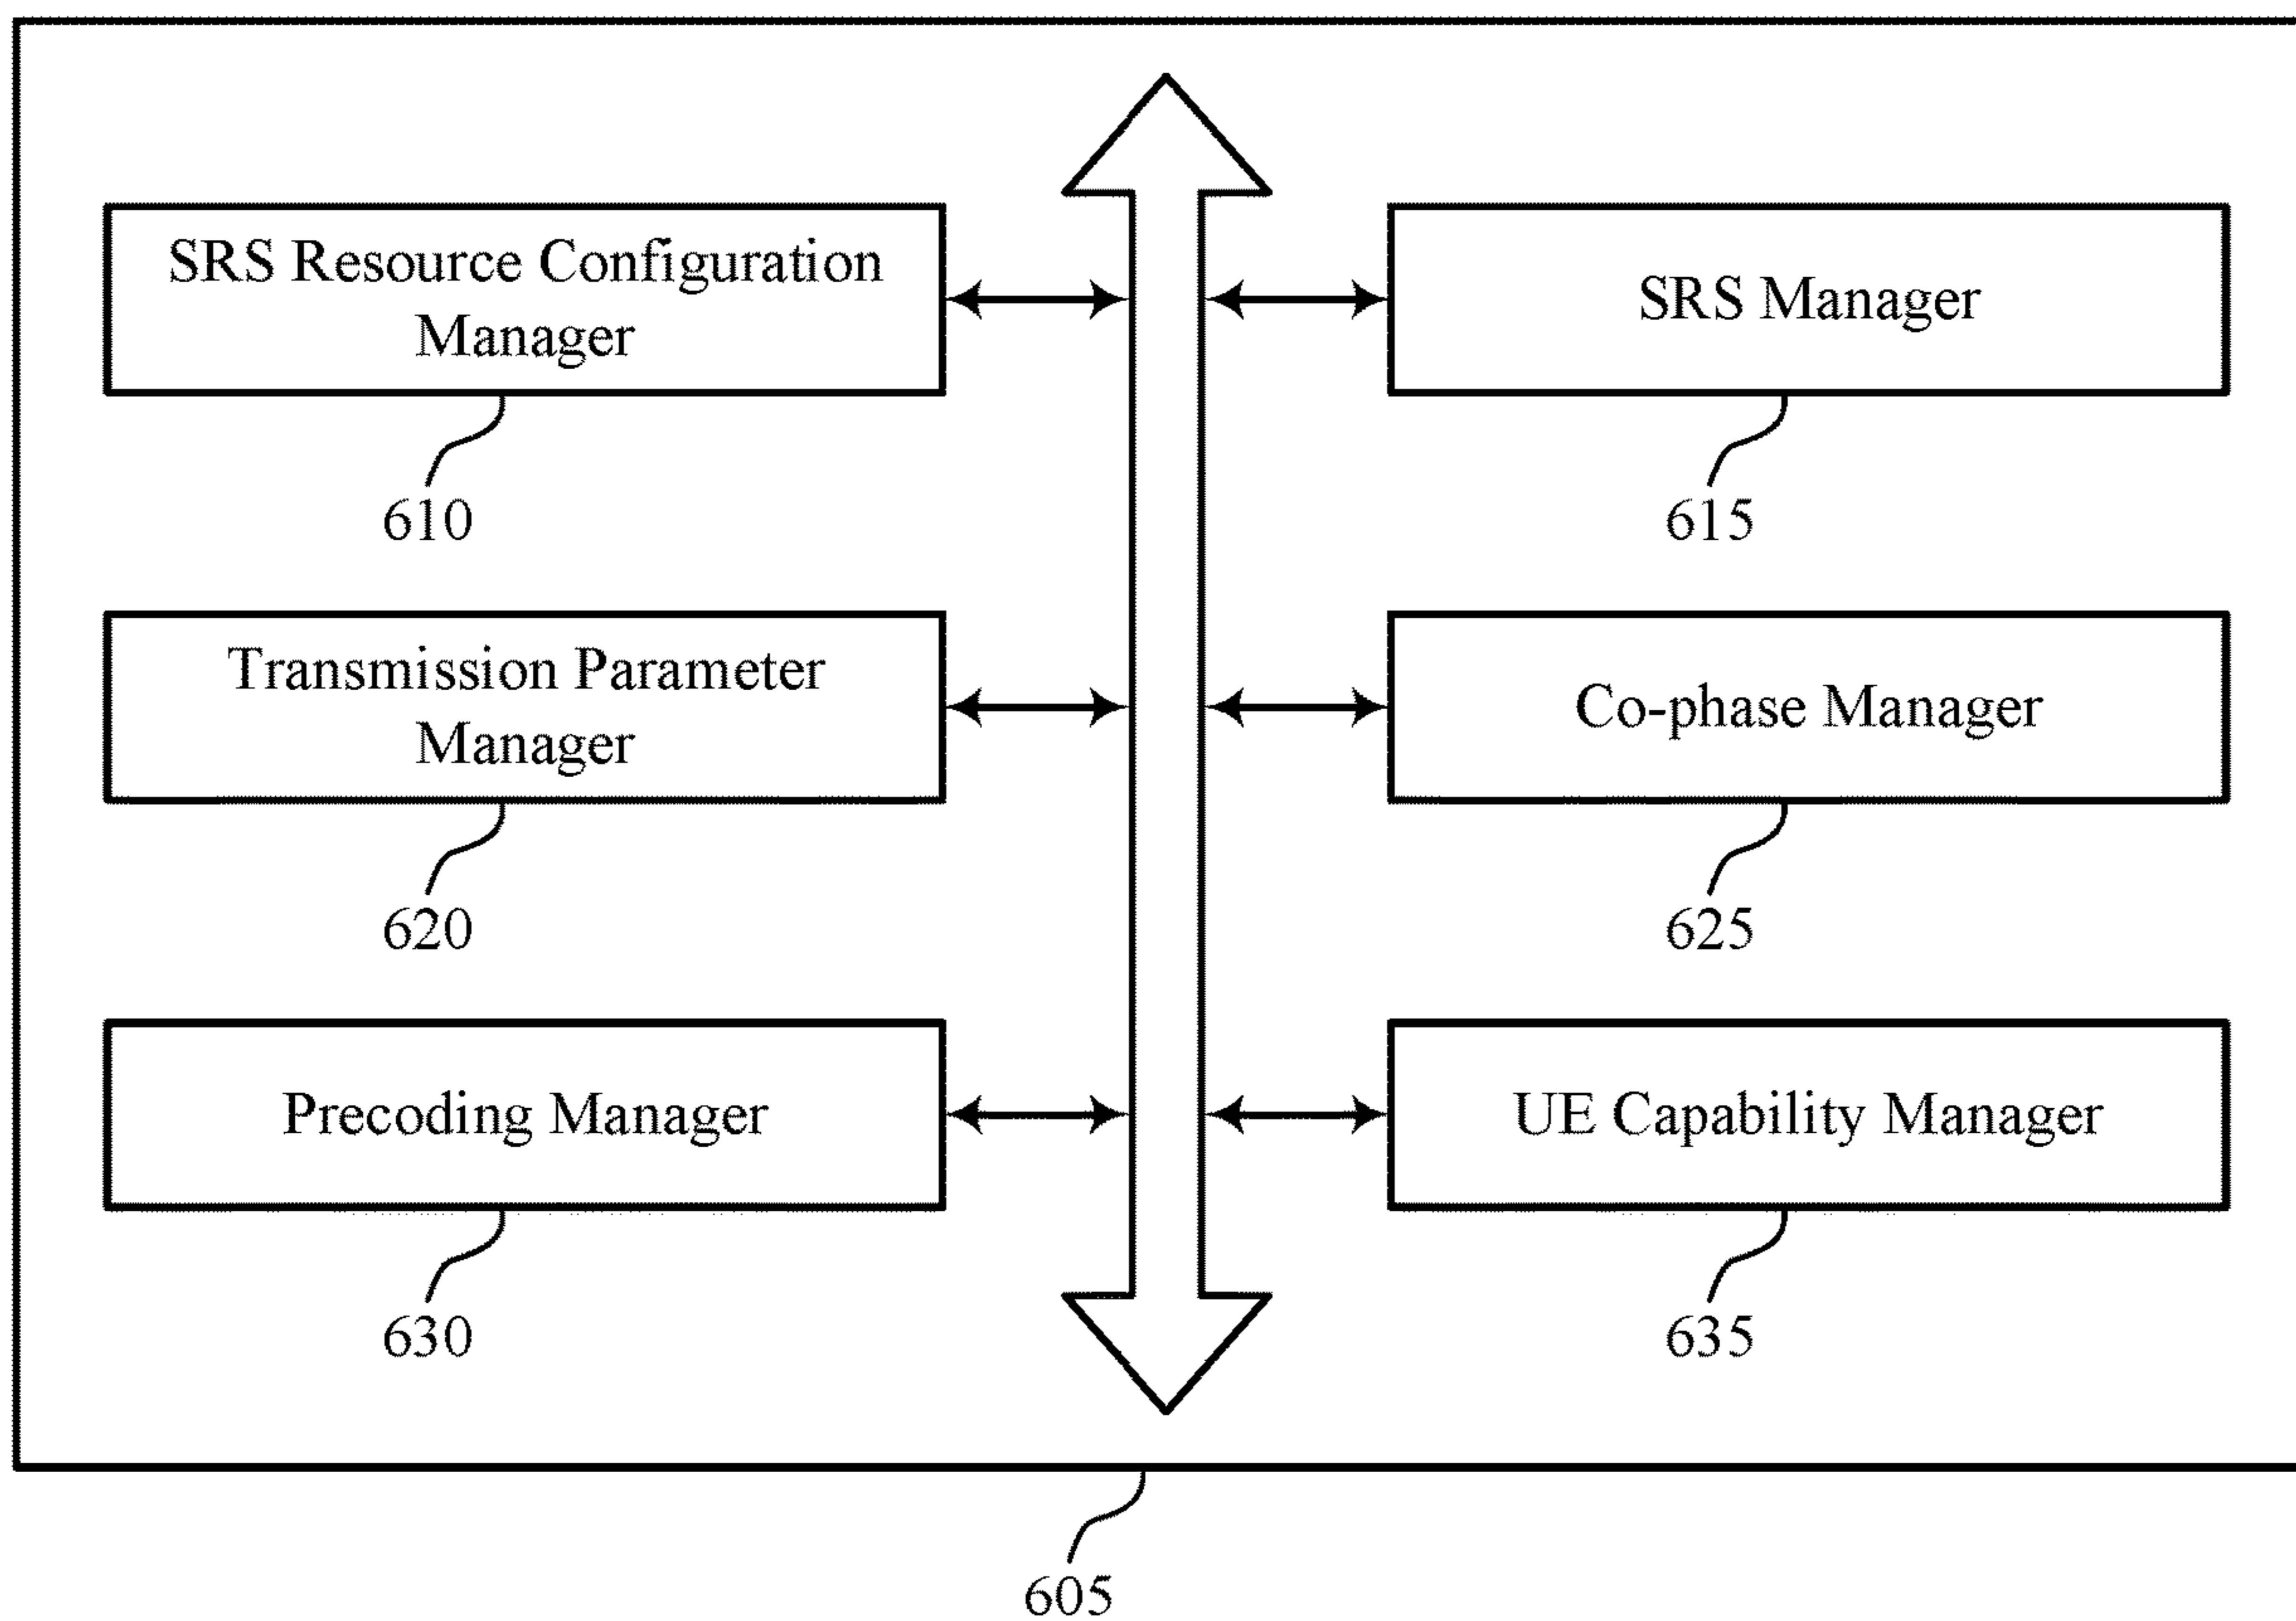 SRS Resource Configuration
Manager
SRS Manager
610
615
Transmission Parameter
Manager
Co-phase Manager
620
625
Precoding Manager
UE Capability Manager
630
635
605